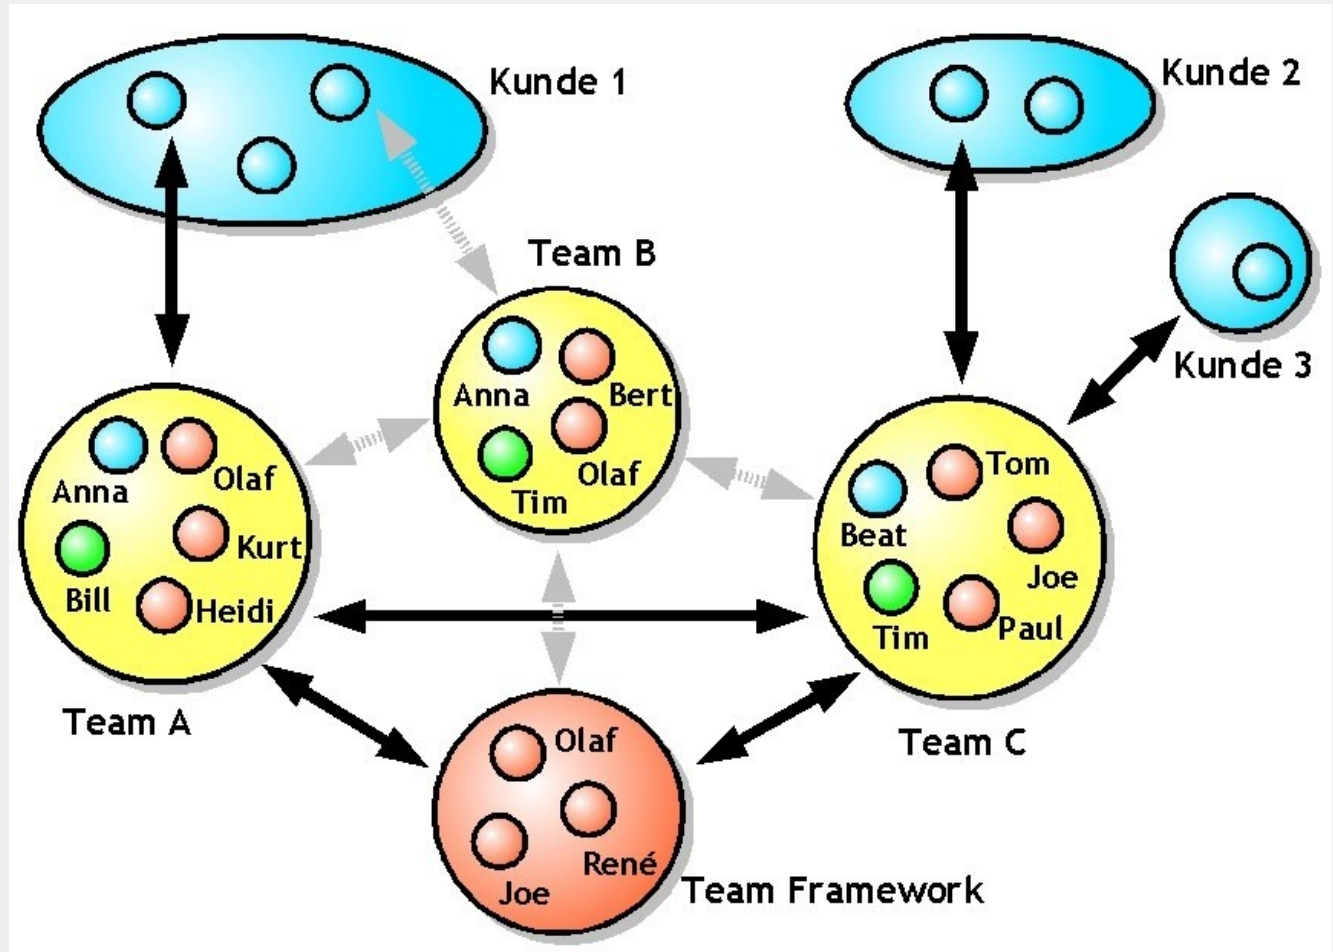 Kunde 1
Kunde 2
Kunde 3
Team B
Anna
Bert
Olaf
Tim
Anna
Olaf
Kurt
Bill
Heidi
Team A
Tom
Beat
Joe
Tim
Paul
Team C
Olaf
René
Joe
Team Framework